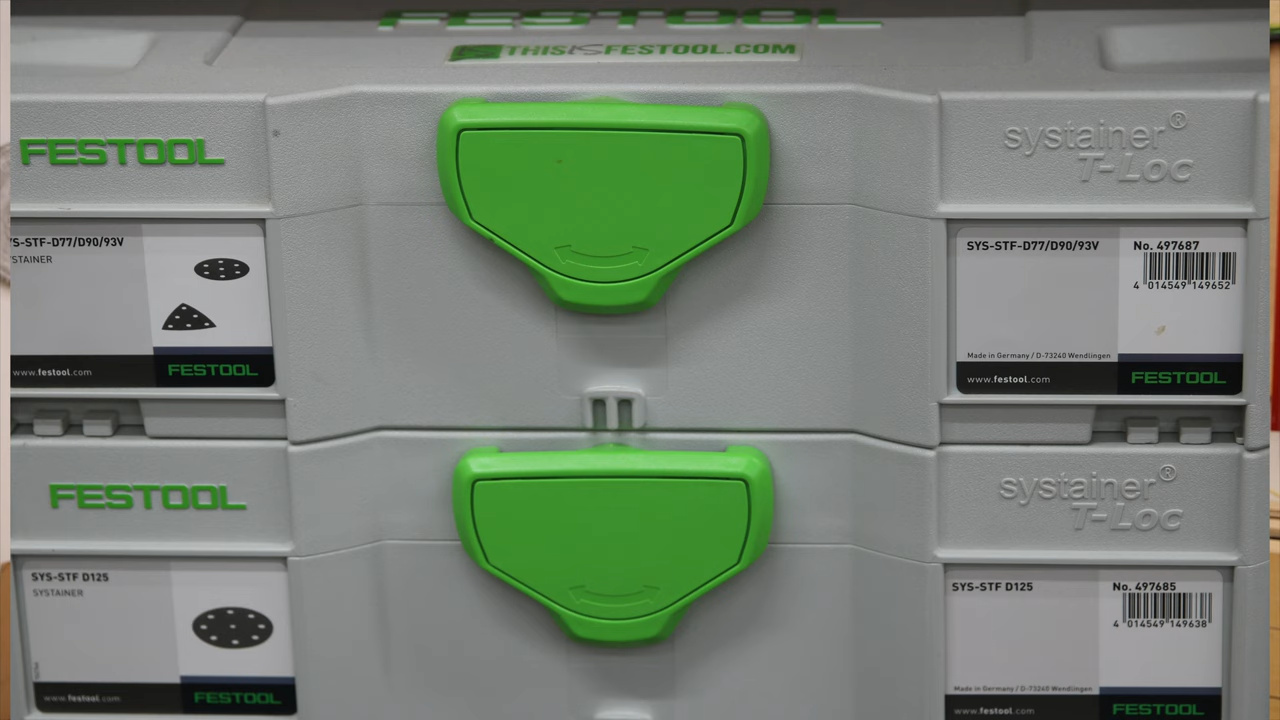 FESTOOL
THISisFESTOOL.COM
FESTOOL
systainer®
T-Loc
S-STF-D77/D90/93V
STAINER
www.festool.com
FESTOOL
SYS-STF-D77/D90/93V
No. 497687
4 014549 149652
Made in Germany / D-73240 Wendlingen
www.festool.com
FESTOOL
FESTOOL
systainer®
T-Loc
SYS-STF D125
SYSTAINER
www.festool.com
FESTOOL
SYS-STF D125
No. 497685
4 014549 149638
Made in Germany / D-73240 Wendlingen
www.festool.com
FESTOOL